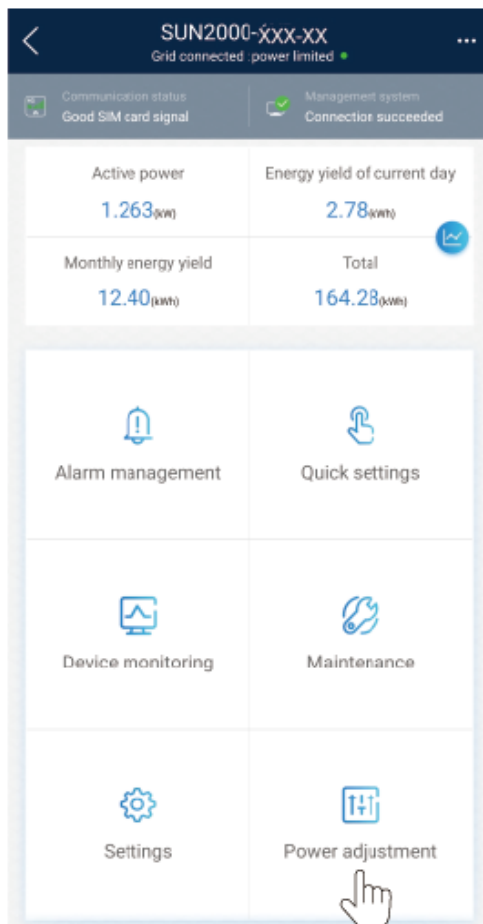 SUN2000-XXX-XX
Grid connected :power limited
Communication status
Good SIM card signal
Management system
Connection succeeded
Active power
1.263(kW)
Energy yield of current day
2.78(kWh)
Monthly energy yield
12.40(kWh)
Total
164.28(kWh)
Alarm management
Quick settings
Device monitoring
Maintenance
Settings
Power adjustment